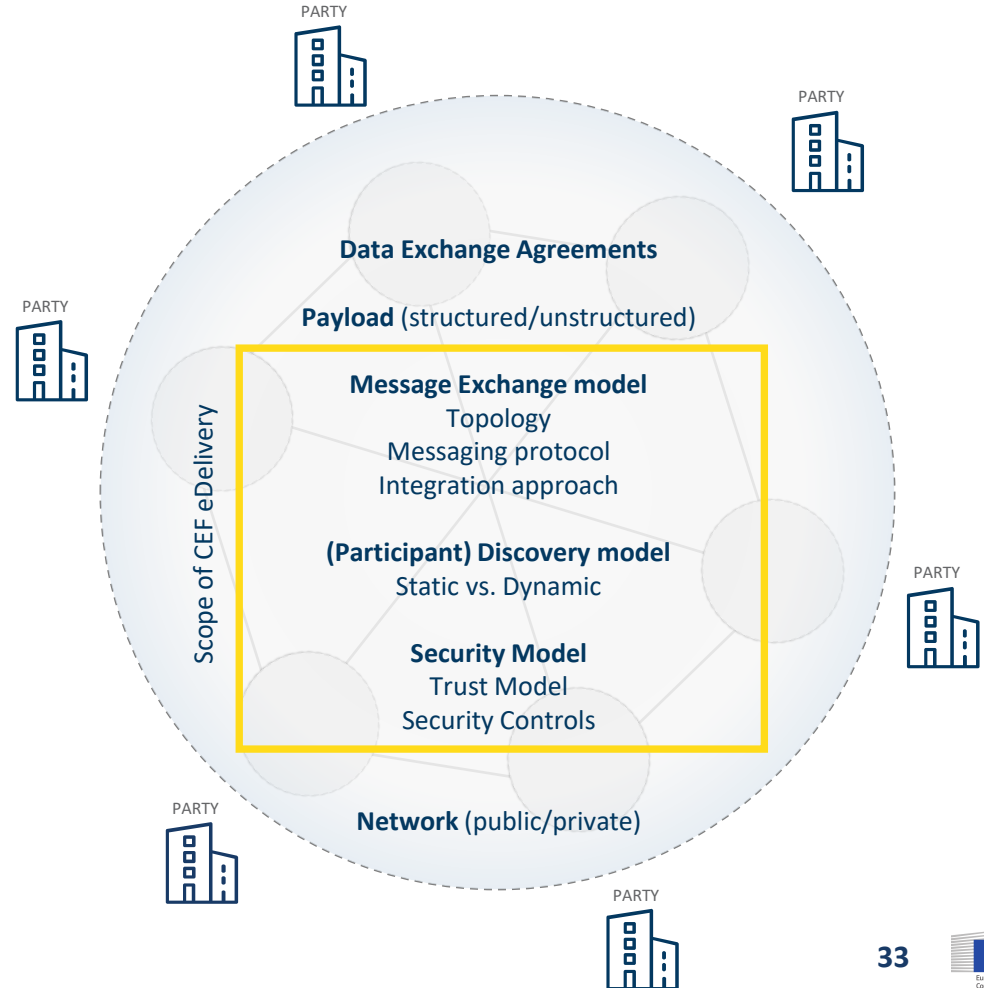 PARTY
PARTY
Data Exchange Agreements
Payload (structured/unstructured)
PARTY
Scope of CEF eDelivery
Message Exchange model
Topology
Messaging protocol
Integration approach
(Participant) Discovery model
Static vs. Dynamic
PARTY
Security Model
Trust Model
Security Controls
PARTY
Network (public/private)
PARTY
33